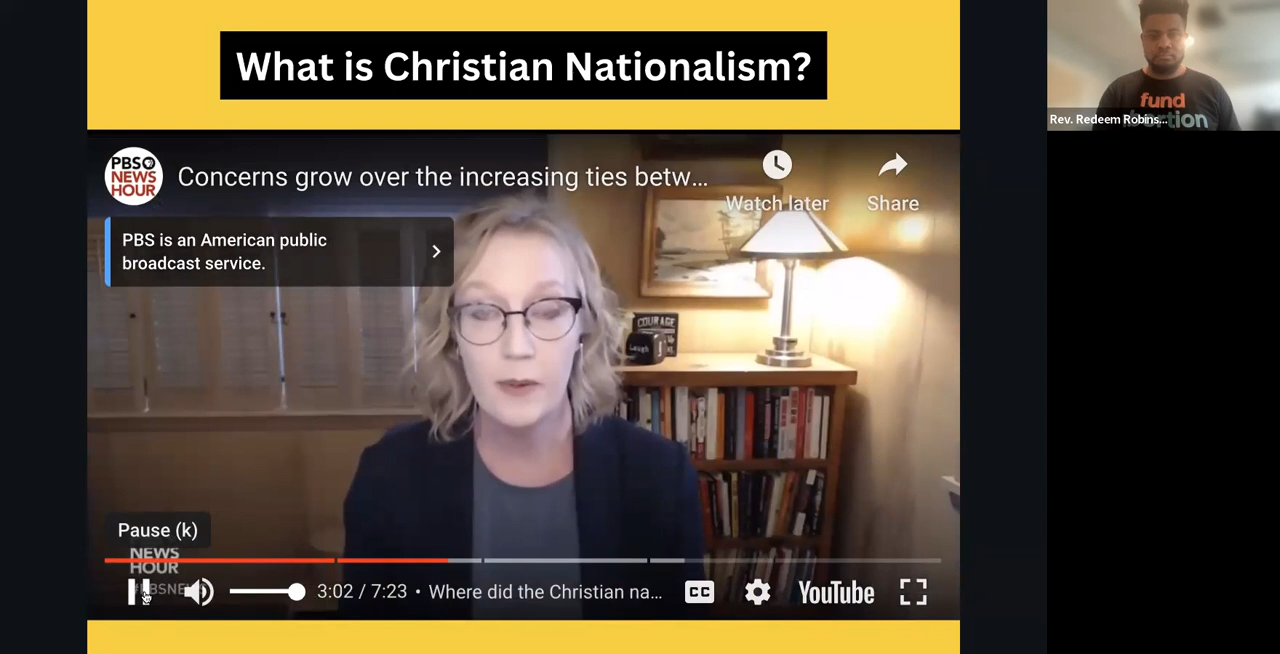 What is Christian Nationalism?
PBS
NEWS
HOUR
Concerns grow over the increasing ties betw...
Watch later
Share
PBS is an American public
broadcast service.
COURAGE
Laugh
Pause (k)
NEWS
HOUR
3:02 / 7:23 • Where did the Christian na...
CC
YouTube
fund
Rev. Redeem Robins...